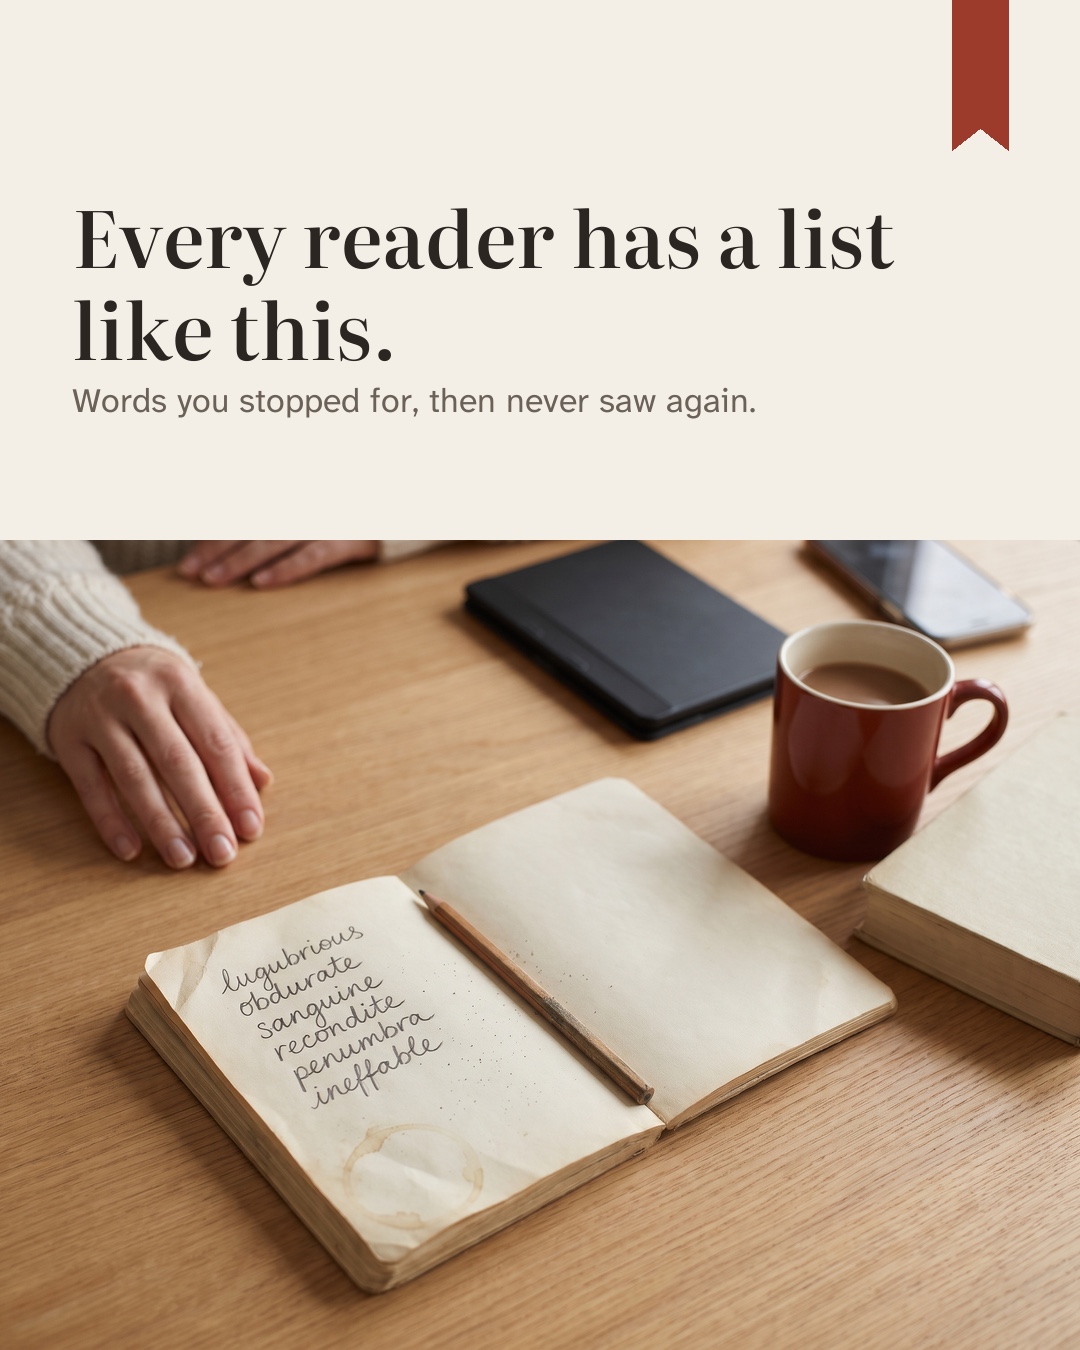 Every reader has a list
like this.
Words you stopped for, then never saw again.
lugubrious
obdurate
sanguine
recondite
penumbra
ineffable